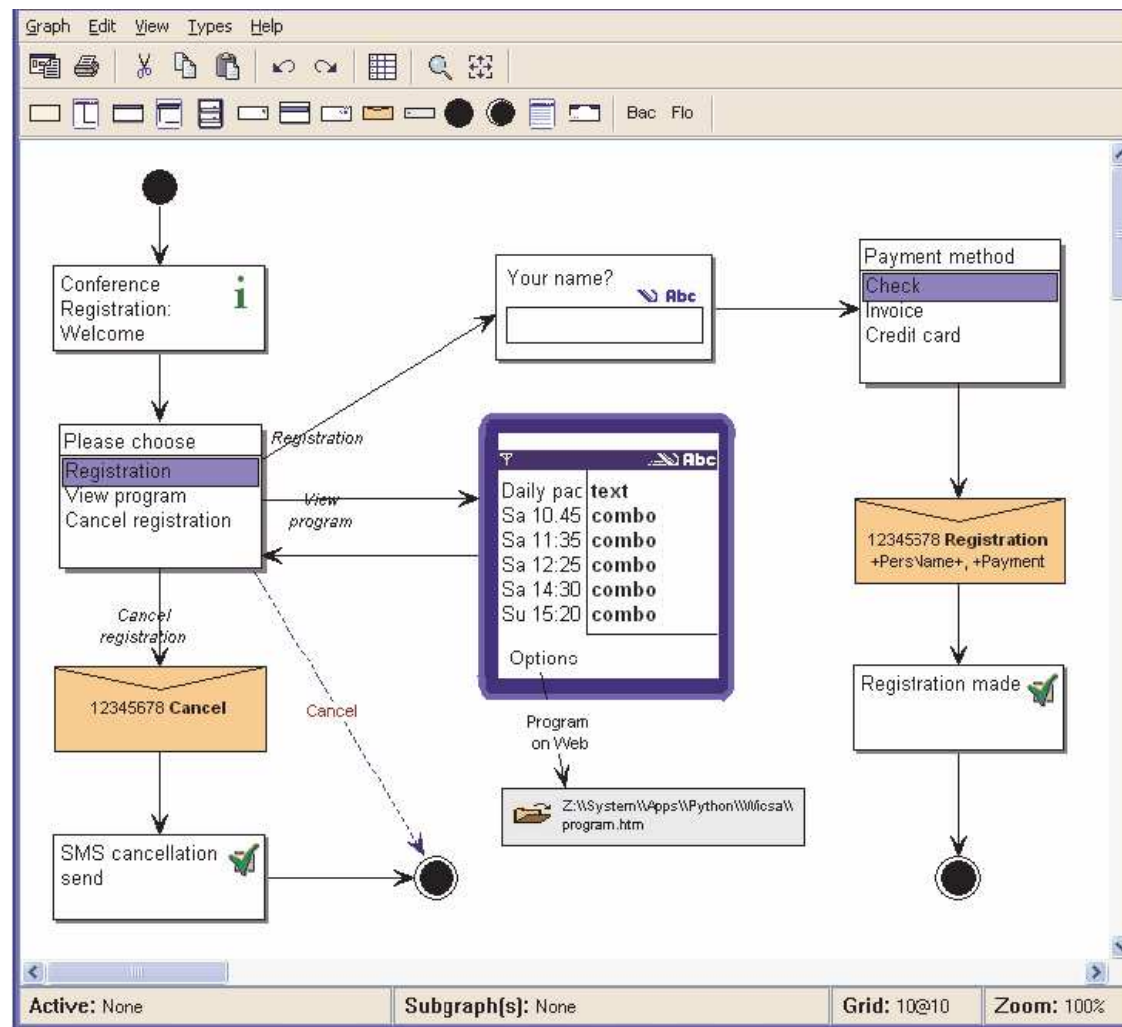 Graph Edit View Types Help
Bac Flo
Conference
Registration:
Welcome
Your name?
Abc
Payment method
Check
Invoice
Credit card
Please choose
Registration
View program
Cancel registration
Registration
View
program
Abc
Daily pac text
Sa 10.45 combo
Sa 11:35 combo
Sa 12:25 combo
Sa 14:30 combo
Su 15:20 combo
Options
12345678 Registration
+PersName+, +Payment
Cancel
registration
12345678 Cancel
Cancel
Program
on Web
Registration made
Z:\\System\\Apps\\Python\\Wicsa\\
program.htm
SMS cancellation
send
Active: None Subgraph(s): None Grid: 10@10 Zoom: 100%